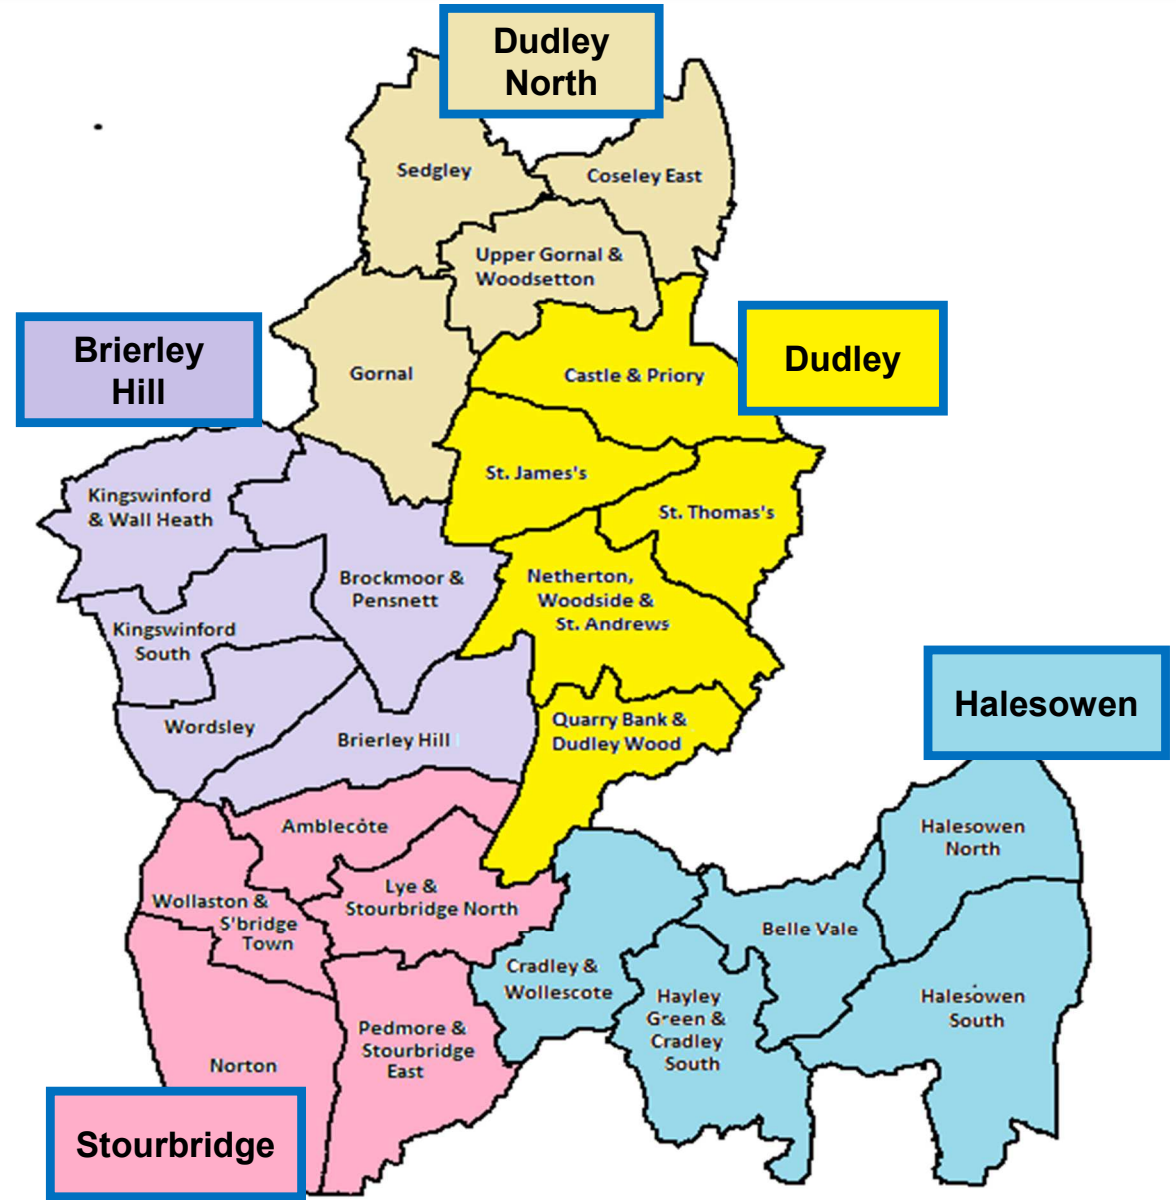 Dudley
North
Sedgley
Coseley East
Upper Gornal &
Woodsetton
Brierley
Hill
Dudley
Gornal
Castle & Priory
St. James's
Kingswinford
& Wall Heath
St. Thomas's
Brockmoor &
Pensnett
Netherton,
Woodside &
St. Andrews
Kingswinford
South
Halesowen
Wordsley
Brierley Hill
Quarry Bank &
Dudley Wood
Amblecote
Halesowen
North
Lye &
Stourbridge North
Wollaston &
S'bridge
Town
Belle Vale
Cradley &
Wollescote
Hayley
Green &
Cradley
South
Halesowen
South
Pedmore &
Stourbridge
East
Norton
Stourbridge